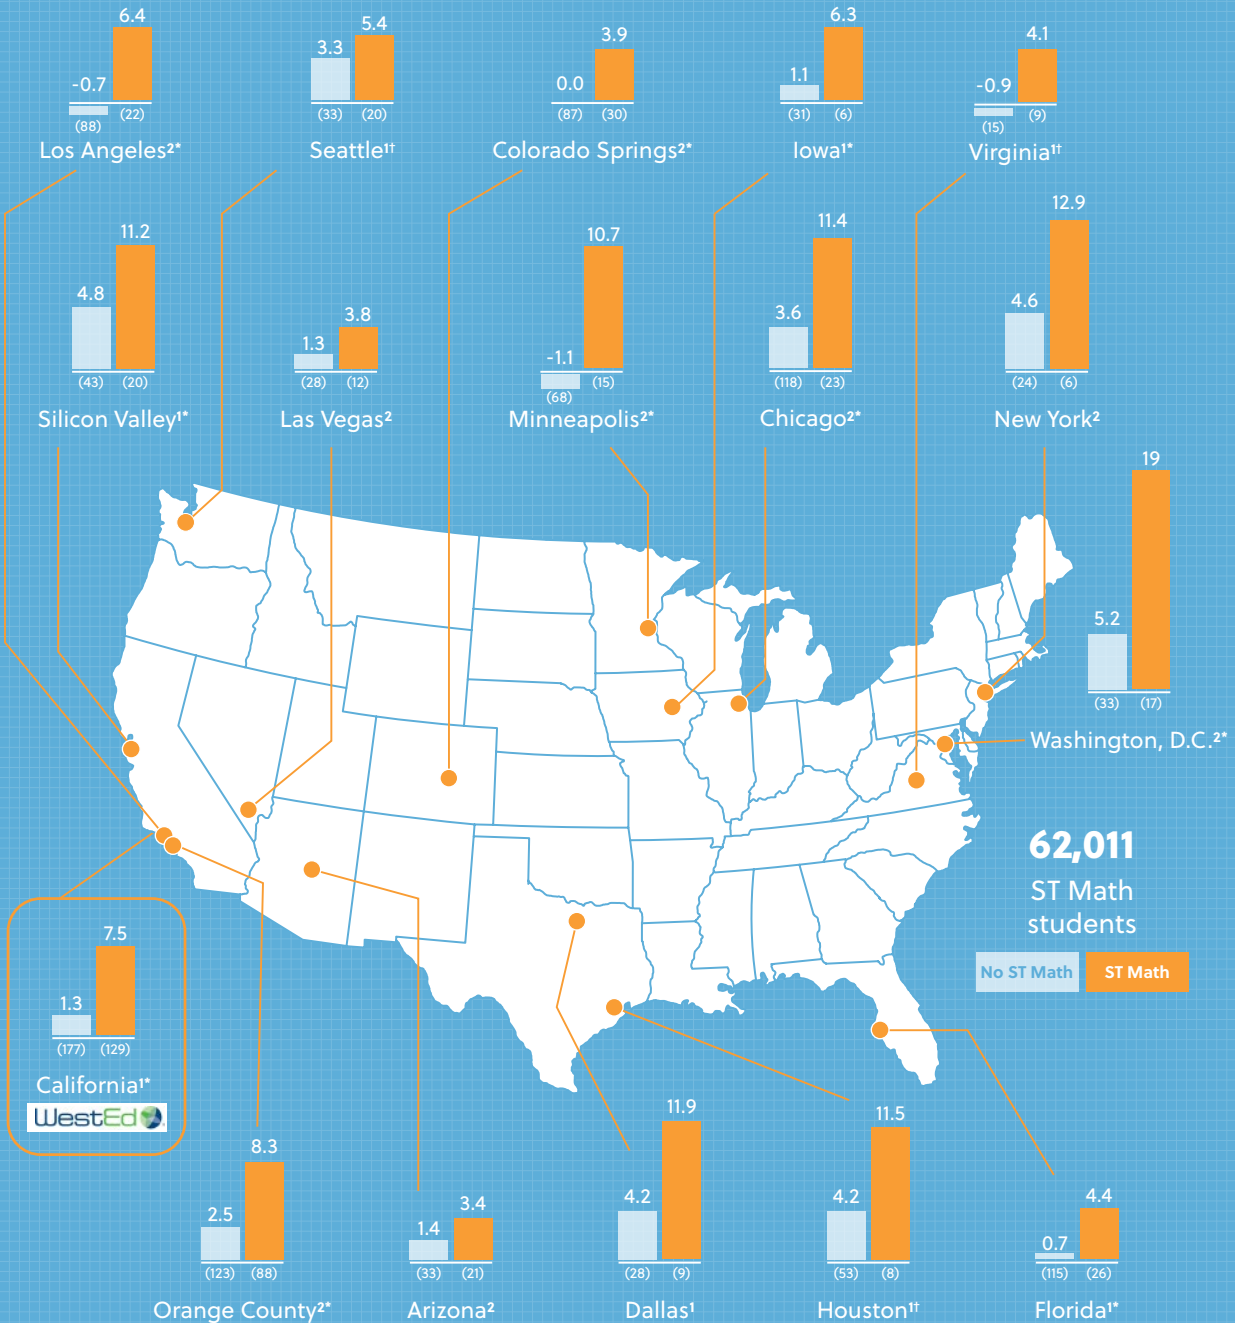 6.4
-0.7
(88) (22)
Los Angeles²*
5.4
3.3
(33) (20)
Seattle¹†
3.9
0.0
(87) (30)
Colorado Springs²*
6.3
1.1
(31) (6)
Iowa¹*
4.1
-0.9
(15) (9)
Virginia¹†
11.2
4.8
(43) (20)
Silicon Valley¹*
3.8
1.3
(28) (12)
Las Vegas²
10.7
-1.1
(68) (15)
Minneapolis²*
11.4
3.6
(118) (23)
Chicago²*
12.9
4.6
(24) (6)
New York²
19
5.2
(33) (17)
Washington, D.C.²*
62,011
ST Math
students
No ST Math ST Math
7.5
1.3
(177) (129)
California¹*
WestEd
8.3
2.5
(123) (88)
Orange County²*
3.4
1.4
(33) (21)
Arizona²
11.9
4.2
(28) (9)
Dallas¹
11.5
4.2
(53) (8)
Houston¹†
4.4
0.7
(115) (26)
Florida¹*